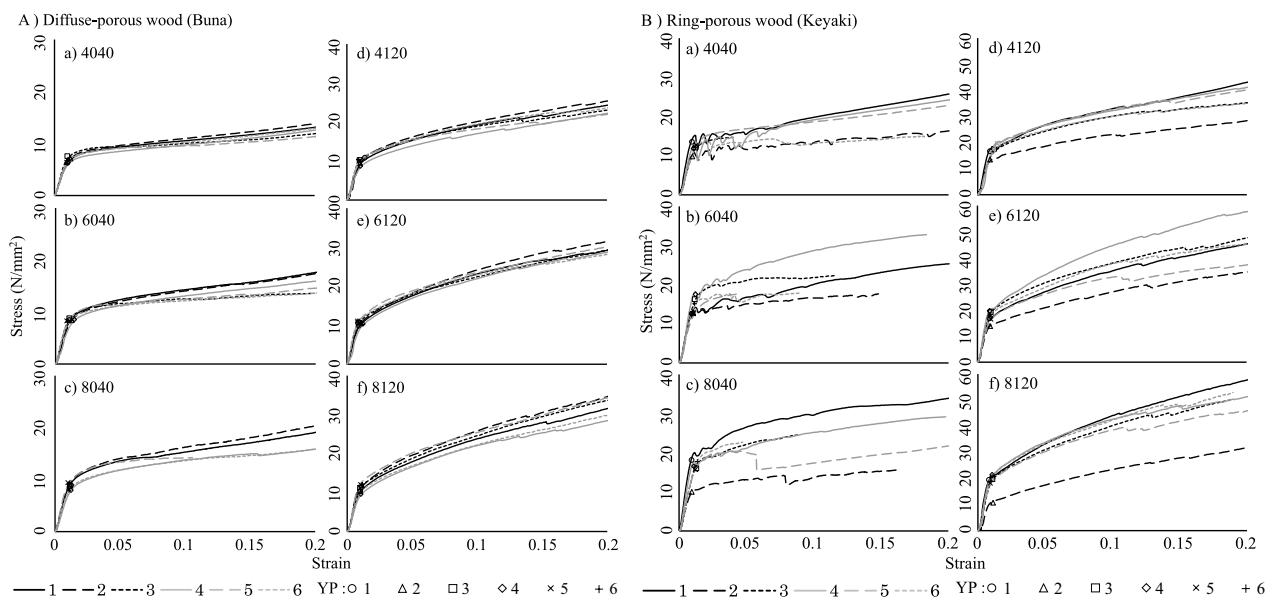 A ) Diffuse-porous wood (Buna)
B ) Ring-porous wood (Keyaki)
Stress (N/mm²)
a) 4040
30
20
10
0
d) 4120
40
30
20
10
0
b) 6040
30
20
10
0
e) 6120
40
30
20
10
0
c) 8040
30
20
10
0
f) 8120
40
30
20
10
0
0 0.05 0.1 0.15 0.2
0 0.05 0.1 0.15 0.2
Strain
1 2 3 4 5 6 YP : 1 2 3 4 5 6
Stress (N/mm²)
a) 4040
40
30
20
10
0
d) 4120
60
50
40
30
20
10
0
b) 6040
40
30
20
10
0
e) 6120
60
50
40
30
20
10
0
c) 8040
40
30
20
10
0
f) 8120
60
50
40
30
20
10
0
0 0.05 0.1 0.15 0.2
0 0.05 0.1 0.15 0.2
Strain
1 2 3 4 5 6 YP : 1 2 3 4 5 6